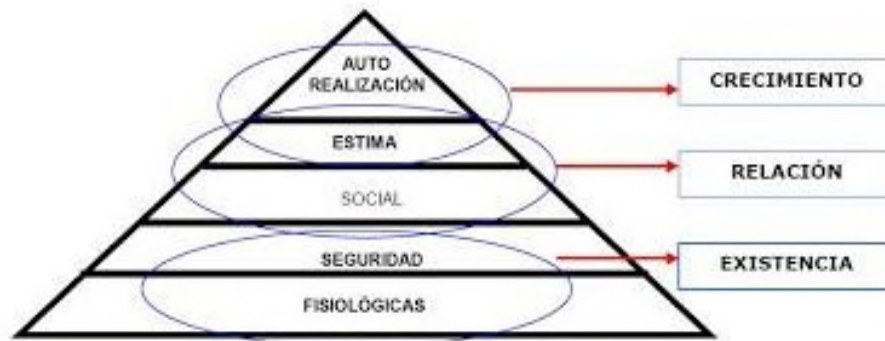 AUTO
REALIZACIÓN
CRECIMIENTO
ESTIMA
RELACIÓN
SOCIAL
SEGURIDAD
EXISTENCIA
FISIOLÓGICAS